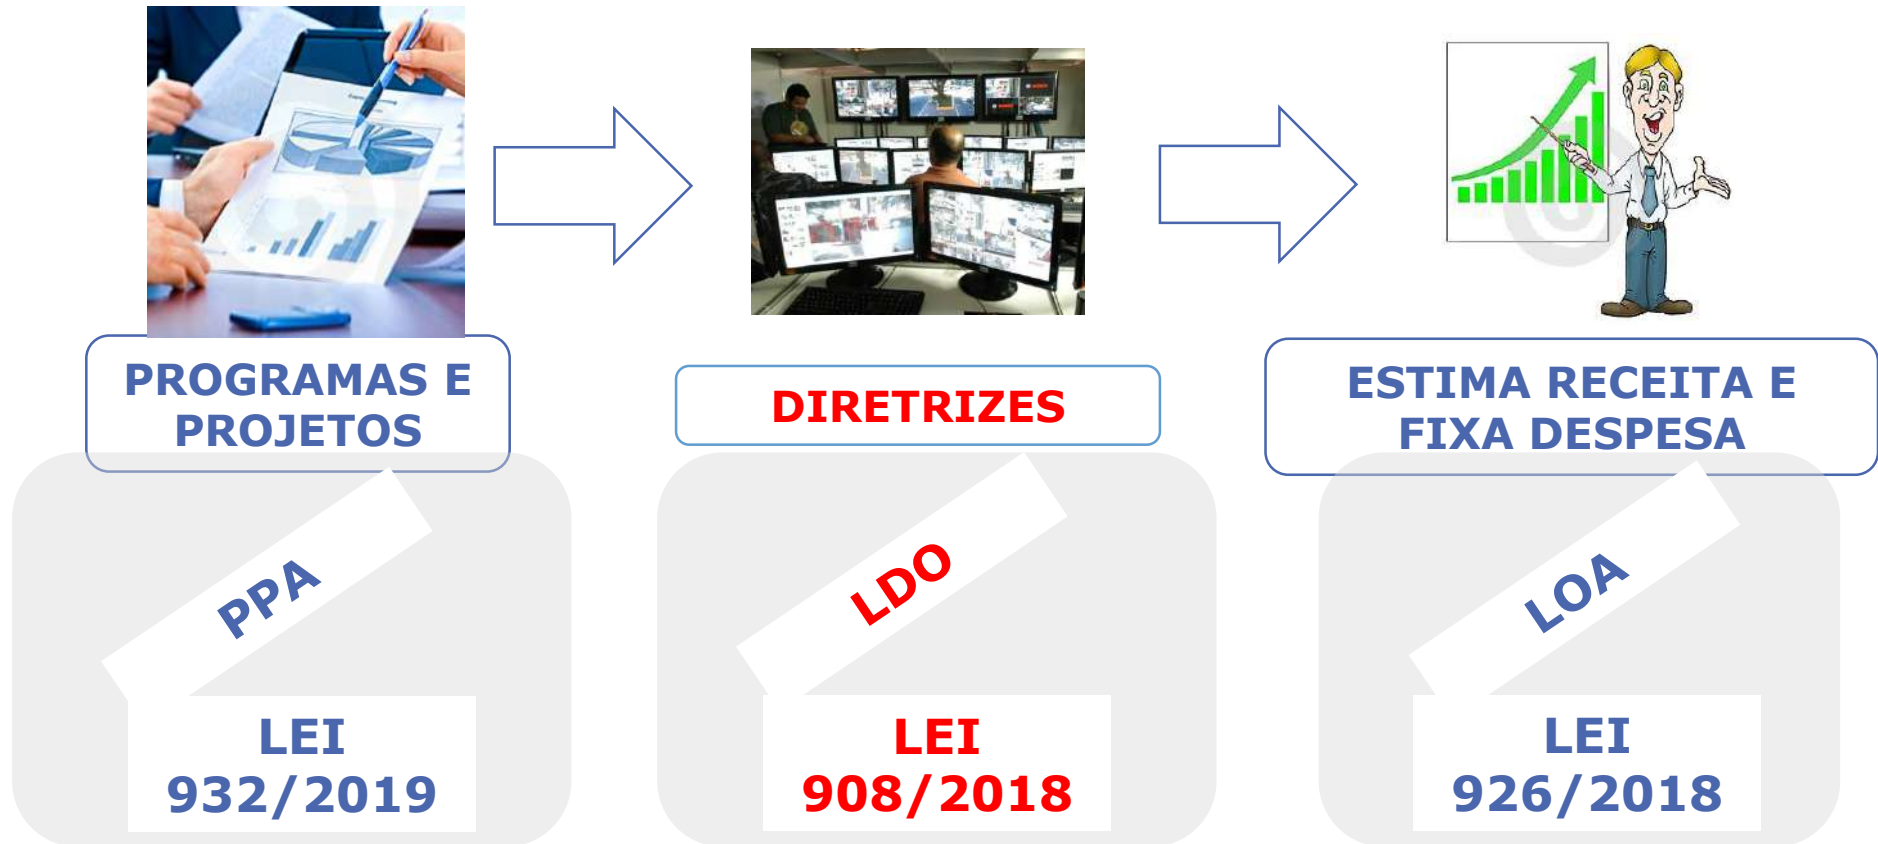 PROGRAMAS E
PROJETOS
DIRETRIZES
ESTIMA RECEITA E
FIXA DESPESA
PPA
LDO
LOA
LEI
932/2019
LEI
908/2018
LEI
926/2018